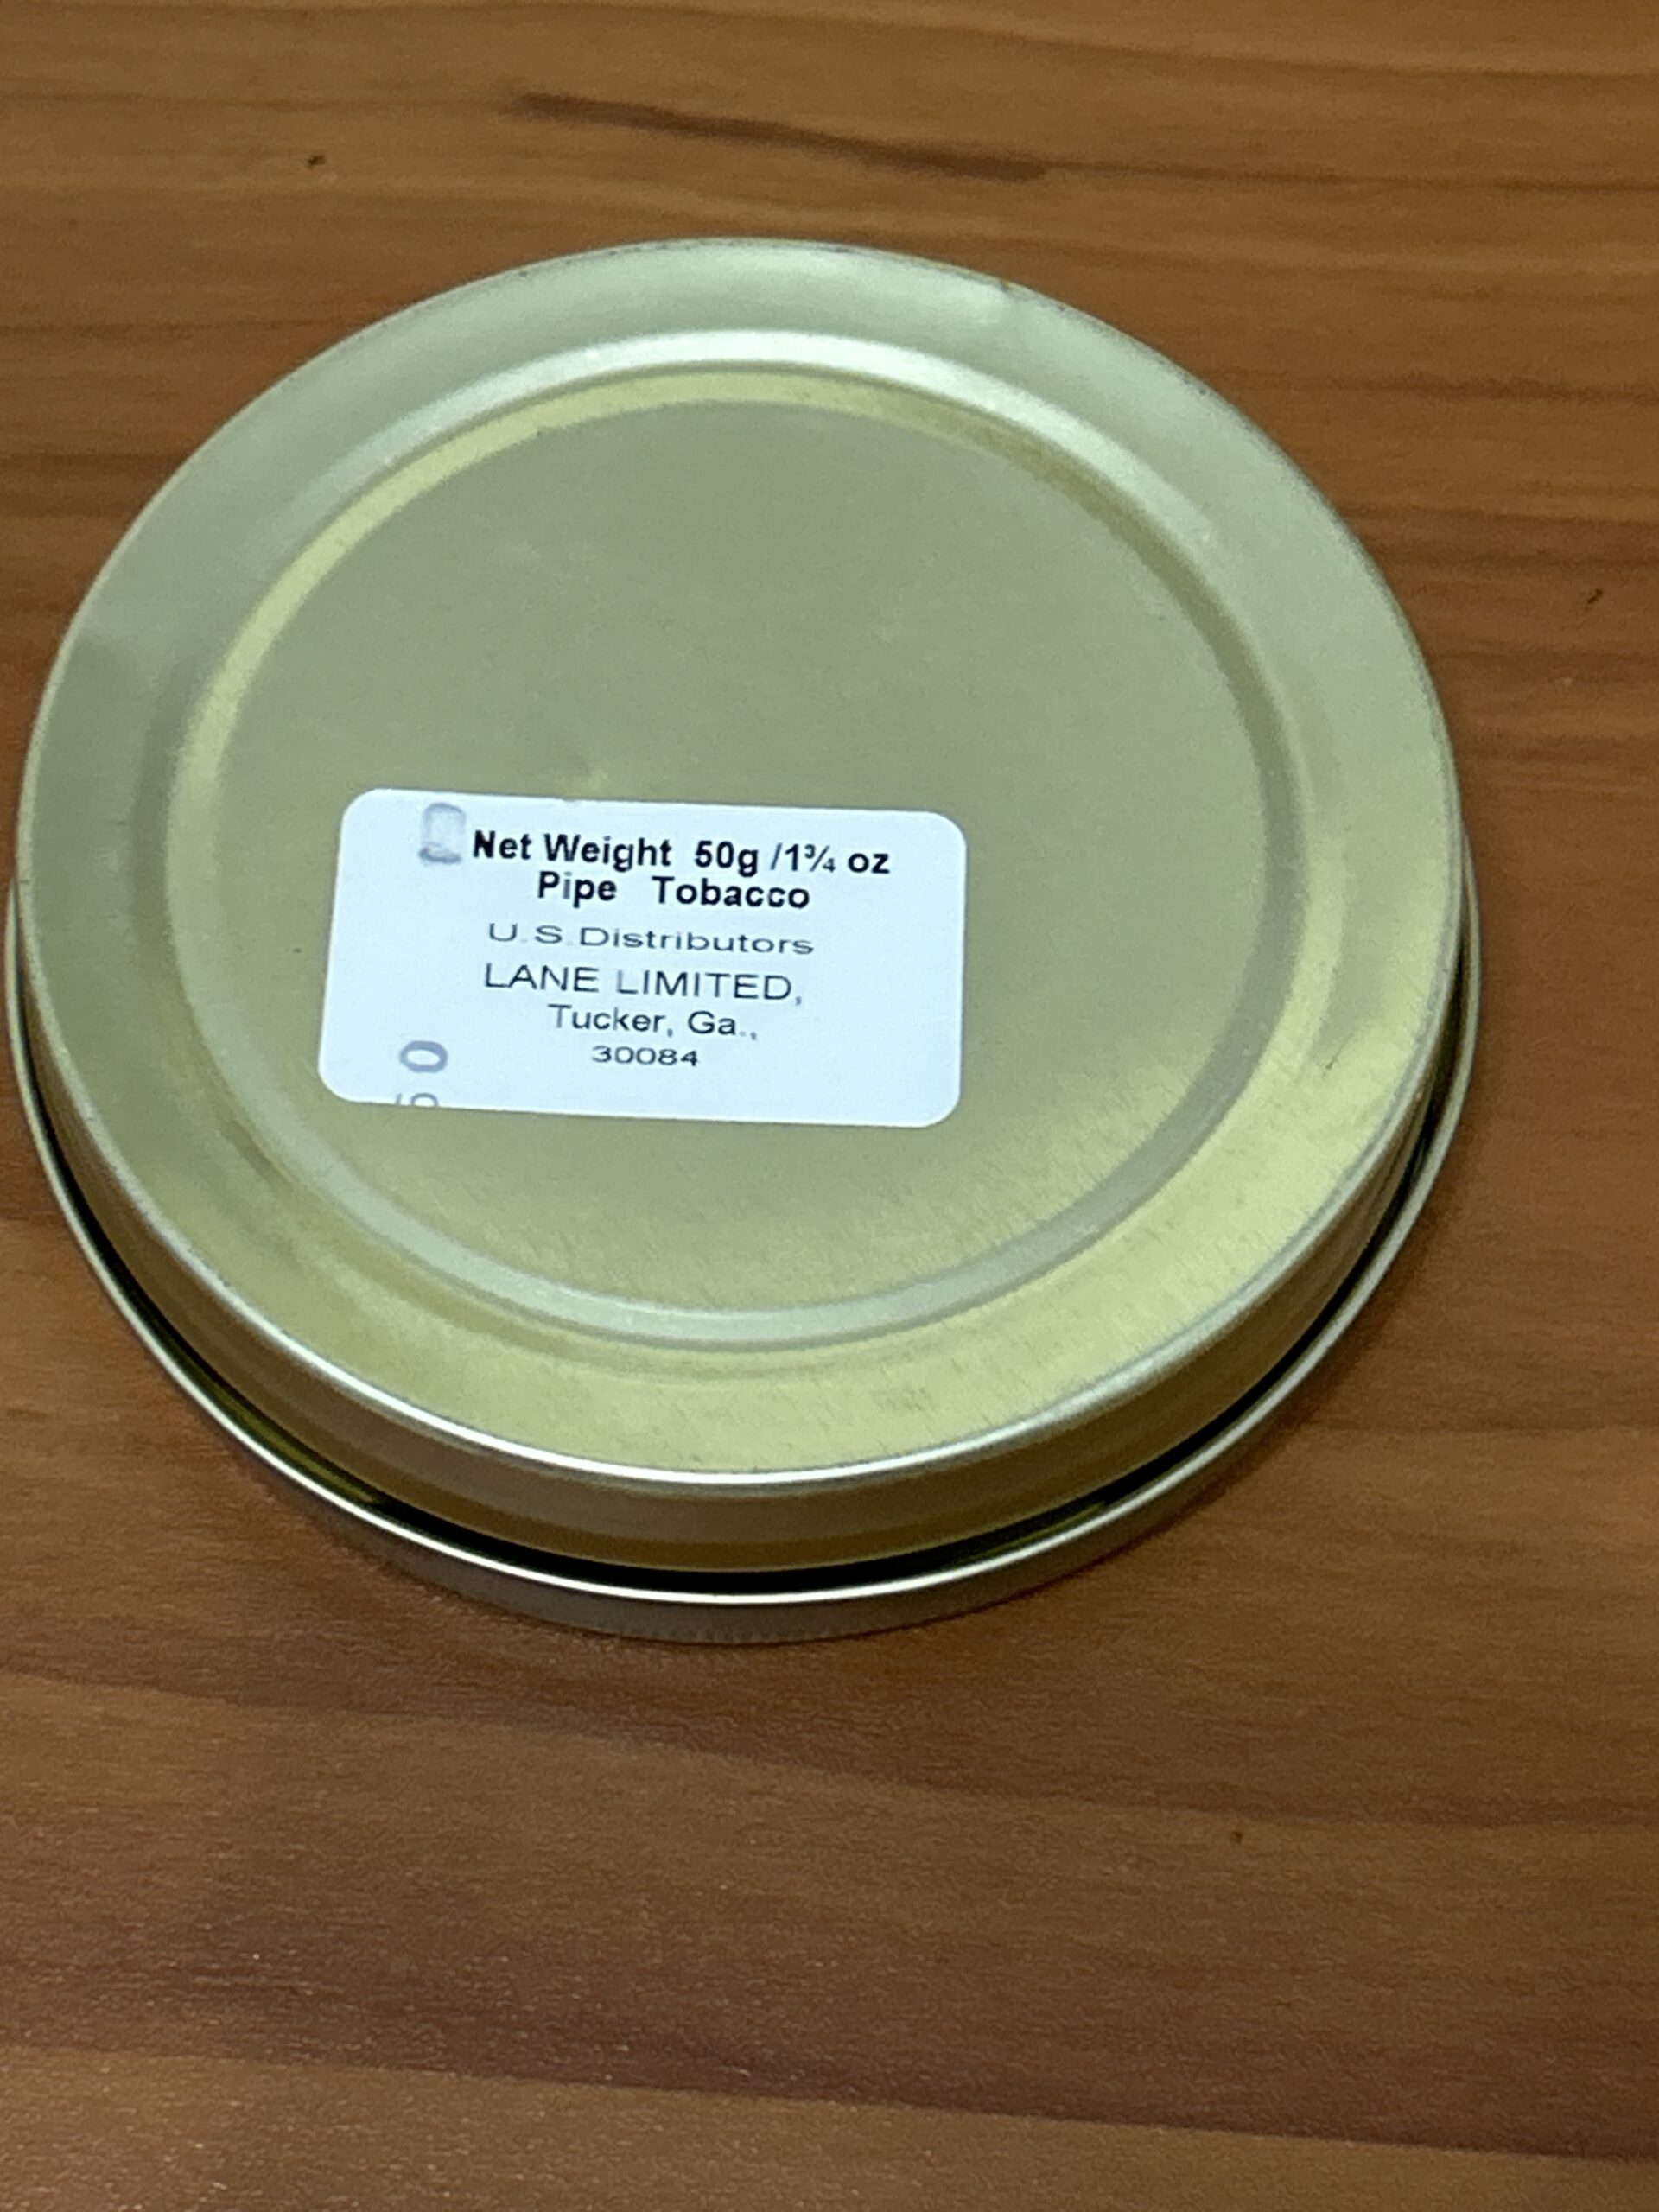 Net Weight 50g /1¾ oz
Pipe Tobacco
U.S.Distributors
LANE LIMITED,
Tucker, Ga.,
30084